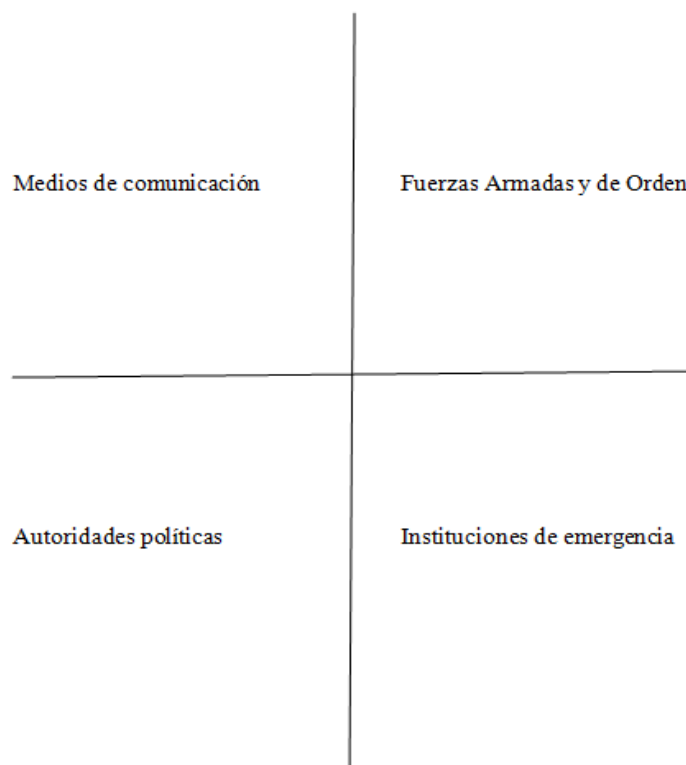 Medios de comunicación
Fuerzas Armadas y de Orden
Autoridades políticas
Instituciones de emergencia